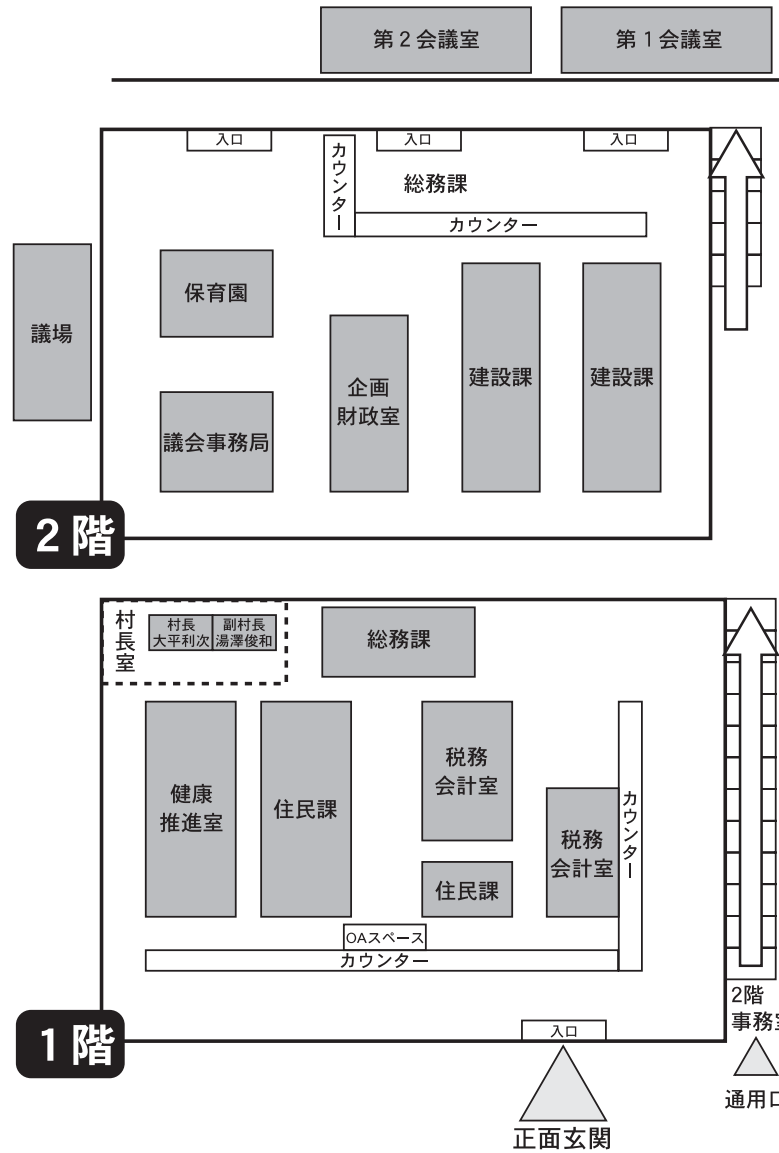 第２会議室
第１会議室
入口
入口
入口
カウンター
総務課
カウンター
議場
保育園
議会事務局
企画
財政室
建設課
建設課
２階
村長室
村長
大平利次
副村長
湯澤俊和
総務課
健康
推進室
住民課
税務
会計室
税務
会計室
住民課
カウンター
OAスペース
カウンター
入口
１階
正面玄関
2階
事務室
通用口